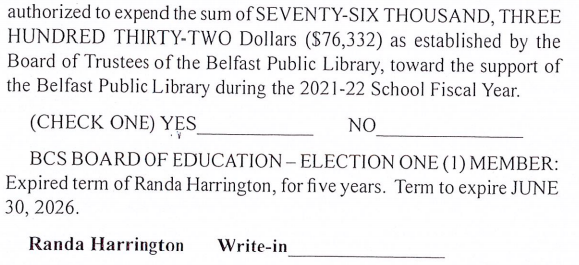 authorized to expend the sum of SEVENTY-SIX THOUSAND, THREE
HUNDRED THIRTY-TWO Dollars ($76,332) as established by the
Board of Trustees of the Belfast Public Library, toward the support of
the Belfast Public Library during the 2021-22 School Fiscal Year.
(CHECK ONE) YES____________ NO________________
BCS BOARD OF EDUCATION – ELECTION ONE (1) MEMBER:
Expired term of Randa Harrington, for five years. Term to expire JUNE
30, 2026.
Randa Harrington Write-in________________